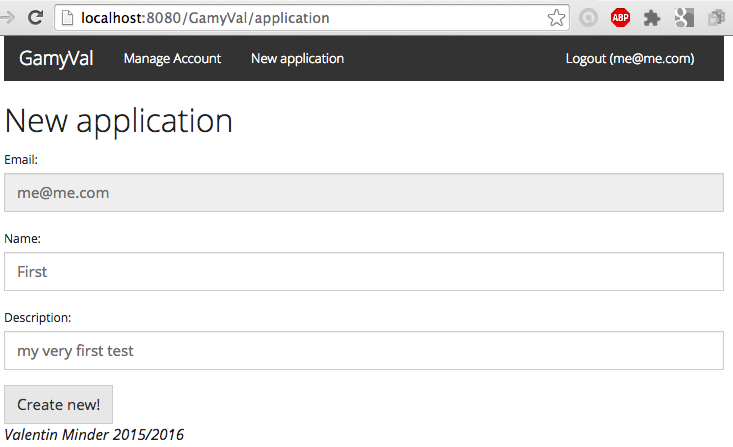 localhost:8080/GamyVal/application
ABP
g
GamyVal Manage Account New application Logout (me@me.com)
New application
Email:
me@me.com
Name:
First
Description:
my very first test
Create new!
Valentin Minder 2015/2016